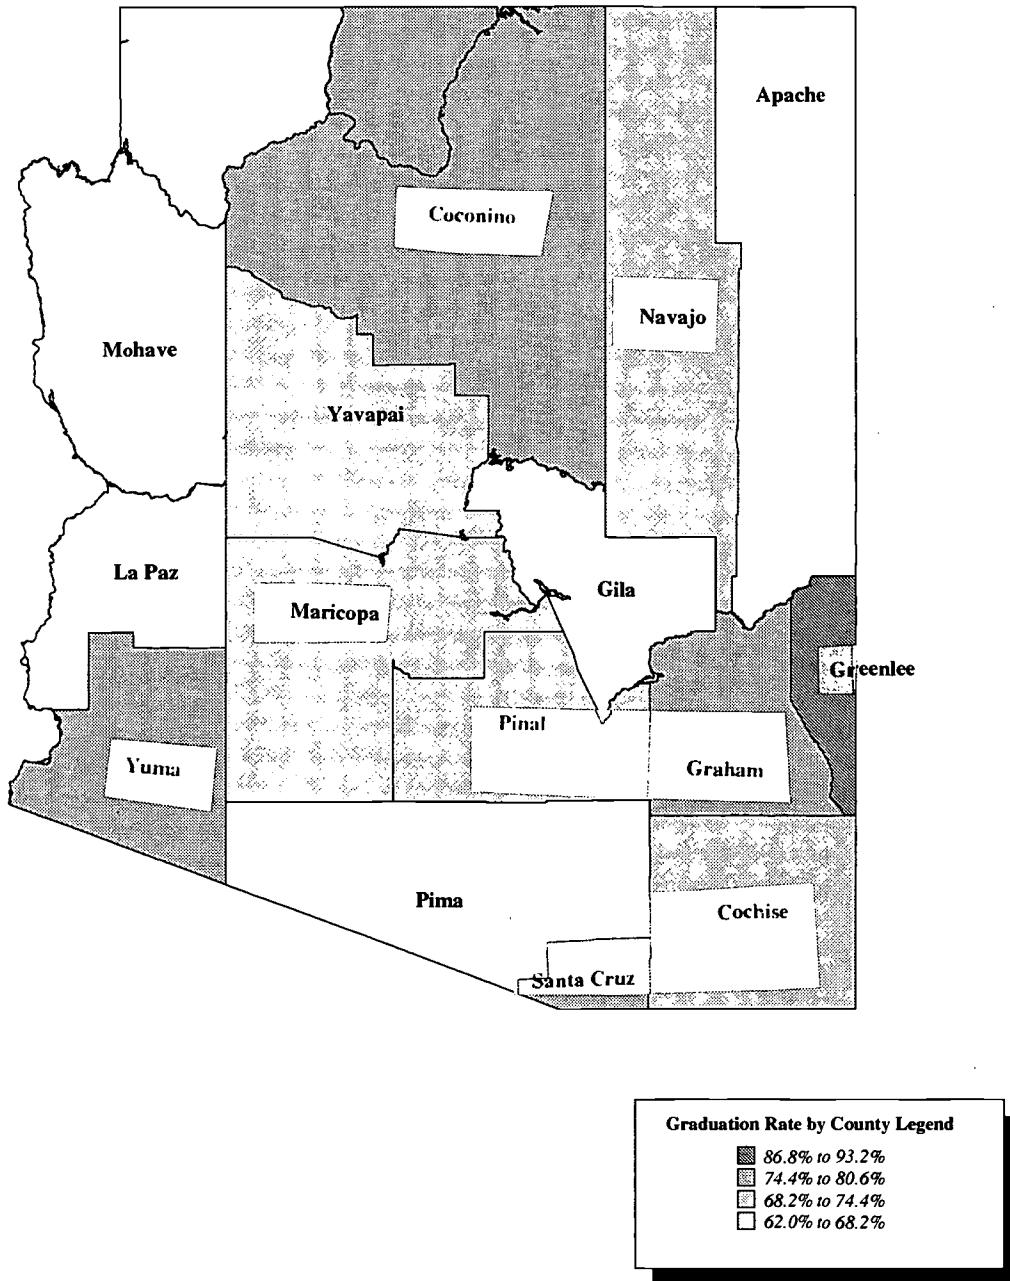 Apache
Coconino
Navajo
Mohave
Yavapai
La Paz
Gila
Maricopa
Greenlee
Pinal
Yuma
Graham
Pima
Cochise
Santa Cruz
Graduation Rate by County Legend
86.8% to 93.2%
74.4% to 80.6%
68.2% to 74.4%
62.0% to 68.2%